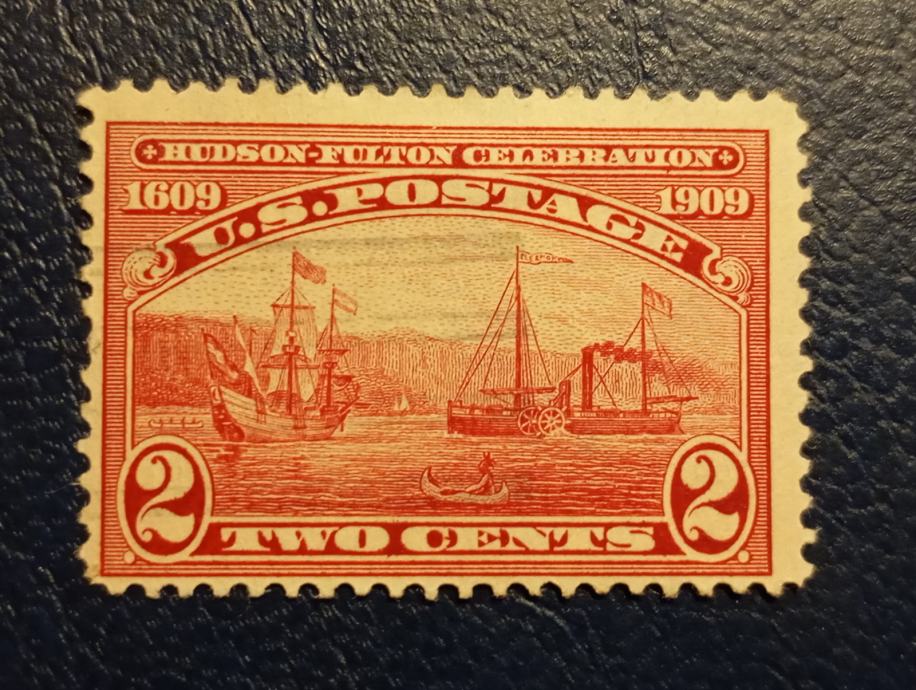 HUDSON-FULTON CELEBRATION
1609 1909
U.S. POSTAGE
2 TWO CENTS 2